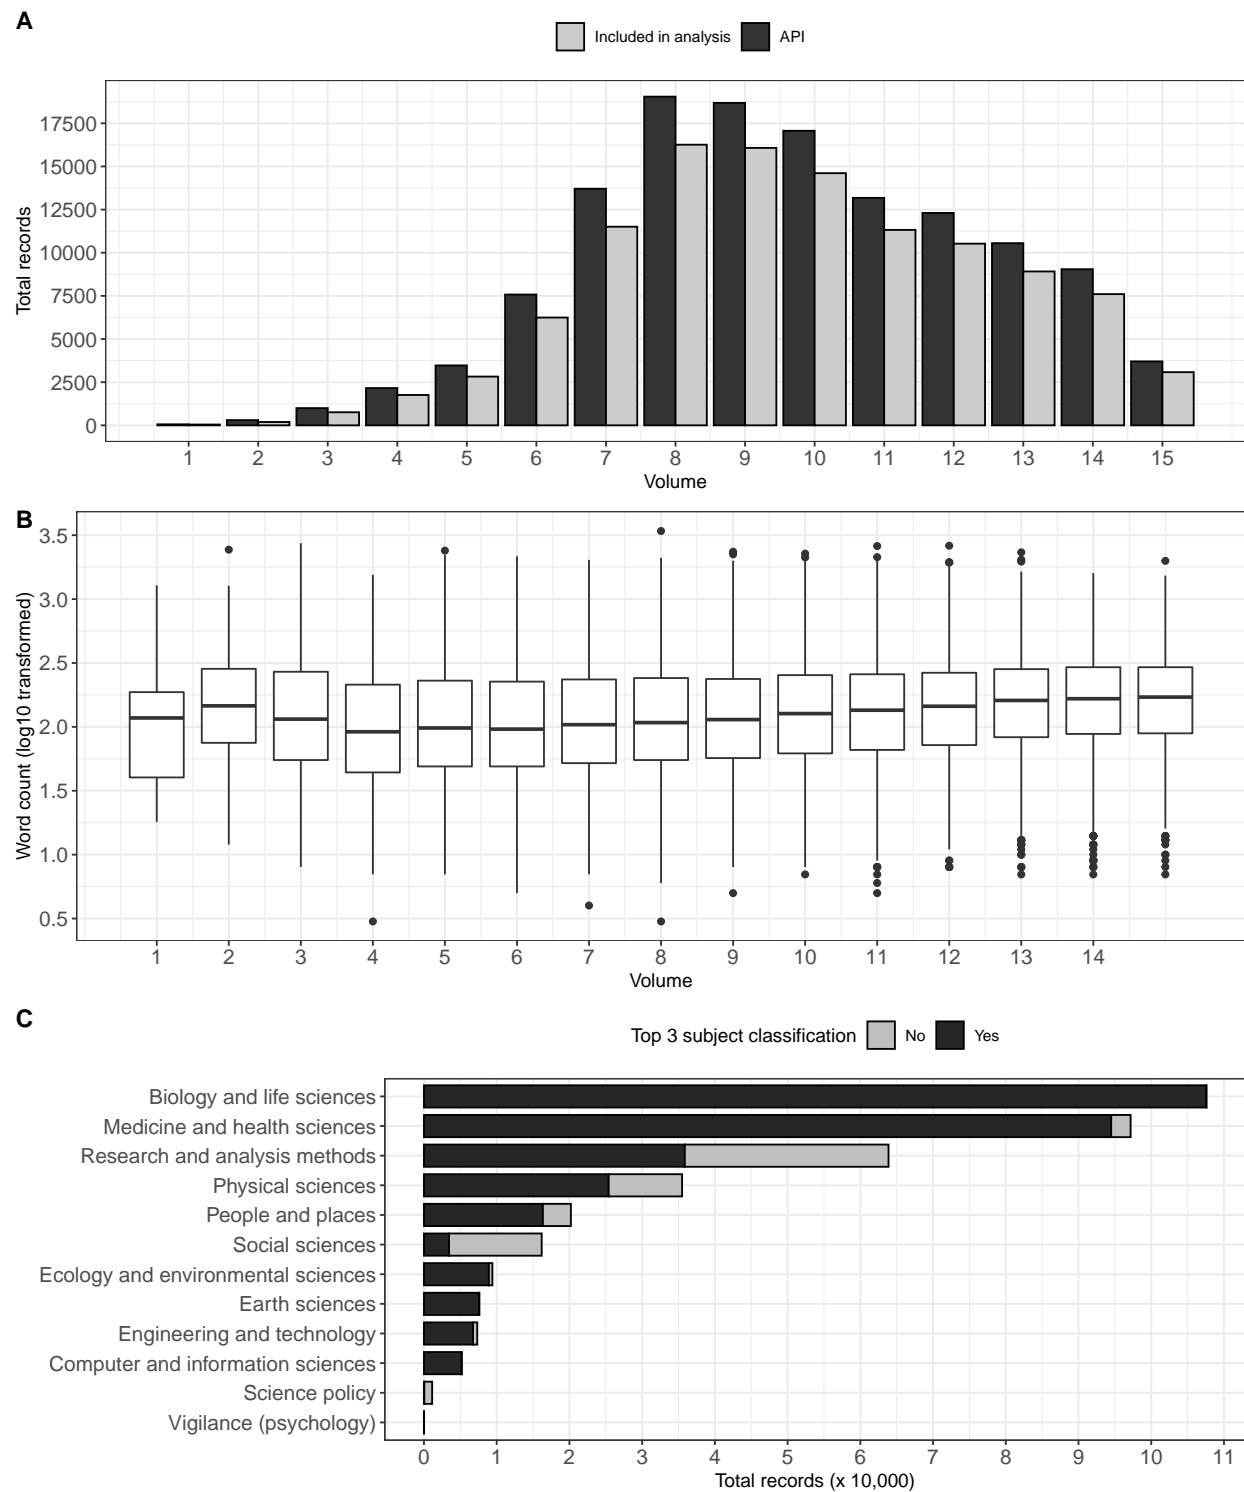 A
Included in analysis API
Total records
17500
15000
12500
10000
7500
5000
2500
0
1 2 3 4 5 6 7 8 9 10 11 12 13 14 15
Volume
B
Word count (log10 transformed)
3.5
3.0
2.5
2.0
1.5
1.0
0.5
1 2 3 4 5 6 7 8 9 10 11 12 13 14
Volume
C
Top 3 subject classification No Yes
Biology and life sciences
Medicine and health sciences
Research and analysis methods
Physical sciences
People and places
Social sciences
Ecology and environmental sciences
Earth sciences
Engineering and technology
Computer and information sciences
Science policy
Vigilance (psychology)
0 1 2 3 4 5 6 7 8 9 10 11
Total records (x 10,000)